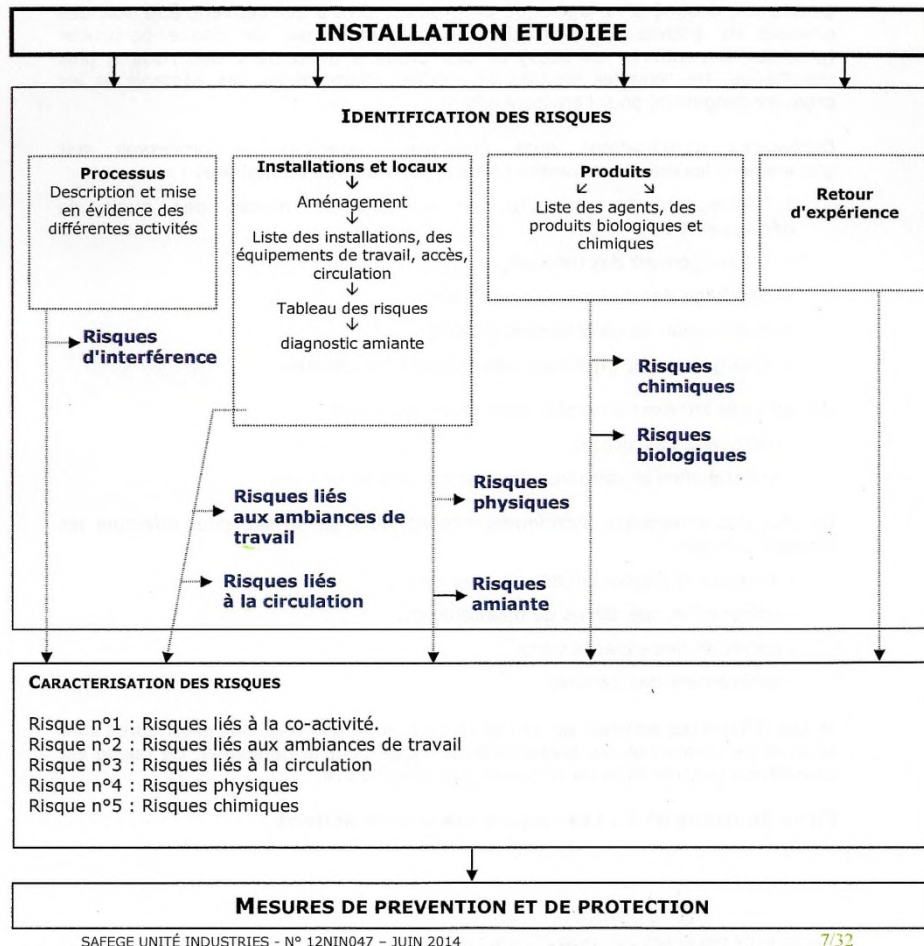 INSTALLATION ETUDIEE
IDENTIFICATION DES RISQUES
Processus
Description et mise
en évidence des
différentes activités
Installations et locaux
Aménagement
Liste des installations, des
équipements de travail, accès,
circulation
Tableau des risques
diagnostic amiante
Produits
Liste des agents, des
produits biologiques et
chimiques
Retour
d'expérience
Risques
d'interférence
Risques
chimiques
Risques
biologiques
Risques liés
aux ambiances de
travail
Risques
physiques
Risques liés
à la circulation
Risques
amiante
CARACTERISATION DES RISQUES
Risque n°1 : Risques liés à la co-activité.
Risque n°2 : Risques liés aux ambiances de travail
Risque n°3 : Risques liés à la circulation
Risque n°4 : Risques physiques
Risque n°5 : Risques chimiques
MESURES DE PREVENTION ET DE PROTECTION
SAFEGE UNITÉ INDUSTRIES - N° 12NIN047 – JUIN 2014
7/32